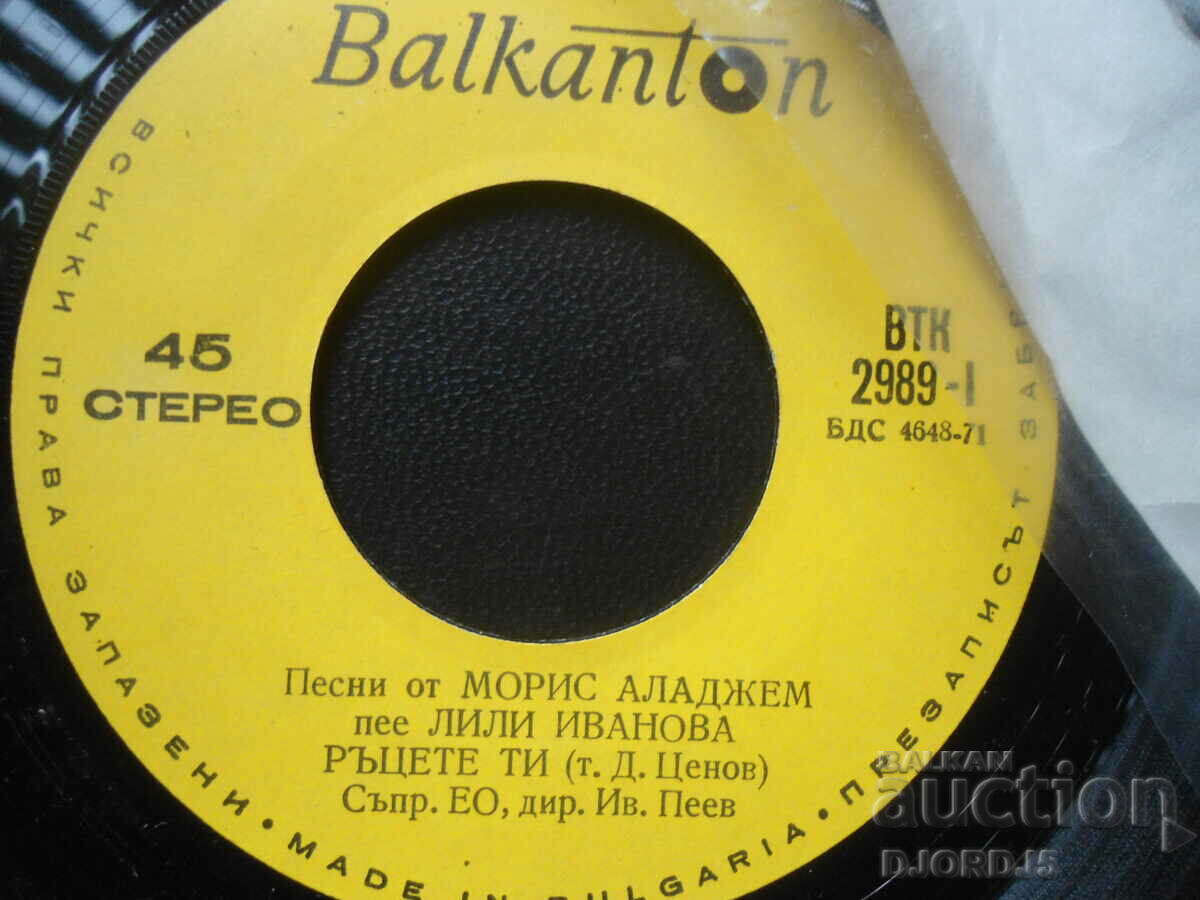 Balkanton
45
СТЕРЕО
ВТК
2989-I
БДС 4648-71
Песни от МОРИС АЛАДЖЕМ
пее ЛИЛИ ИВАНОВА
РЪЦЕТЕ ТИ (т. Д. Ценов)
Съпр. ЕО, дир. Ив. Пеев
ВСИЧКИ ПРАВА ЗАПАЗЕНИ • MADE IN BULGARIA • ПРЕЗАПИСЪТ
BALKAN
auction
DJORDJ5